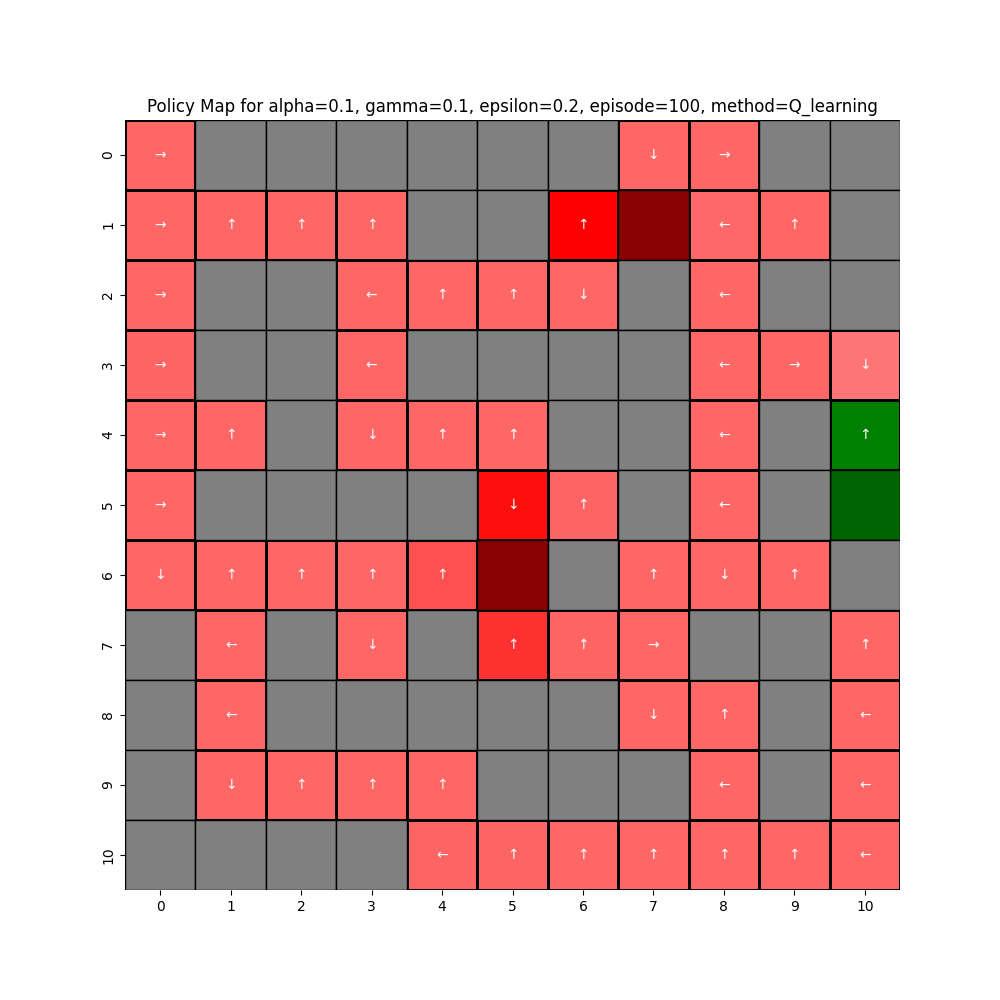 Policy Map for alpha=0.1, gamma=0.1, epsilon=0.2, episode=100, method=Q_learning
0 → ↓ →
1 → ↑ ↑ ↑ ↑ ← ↑
2 → ← ↑ ↑ ↓ ←
3 → ← ← → ↓
4 → ↑ ↓ ↑ ↑ ← ↑
5 → ↓ ↑ ←
6 ↓ ↑ ↑ ↑ ↑ ↑ ↓ ↑
7 ← ↓ ↑ ↑ → ↑
8 ← ↓ ↑ ←
9 ↓ ↑ ↑ ↑ ← ←
10 ← ↑ ↑ ↑ ↑ ↑ ←
0 1 2 3 4 5 6 7 8 9 10